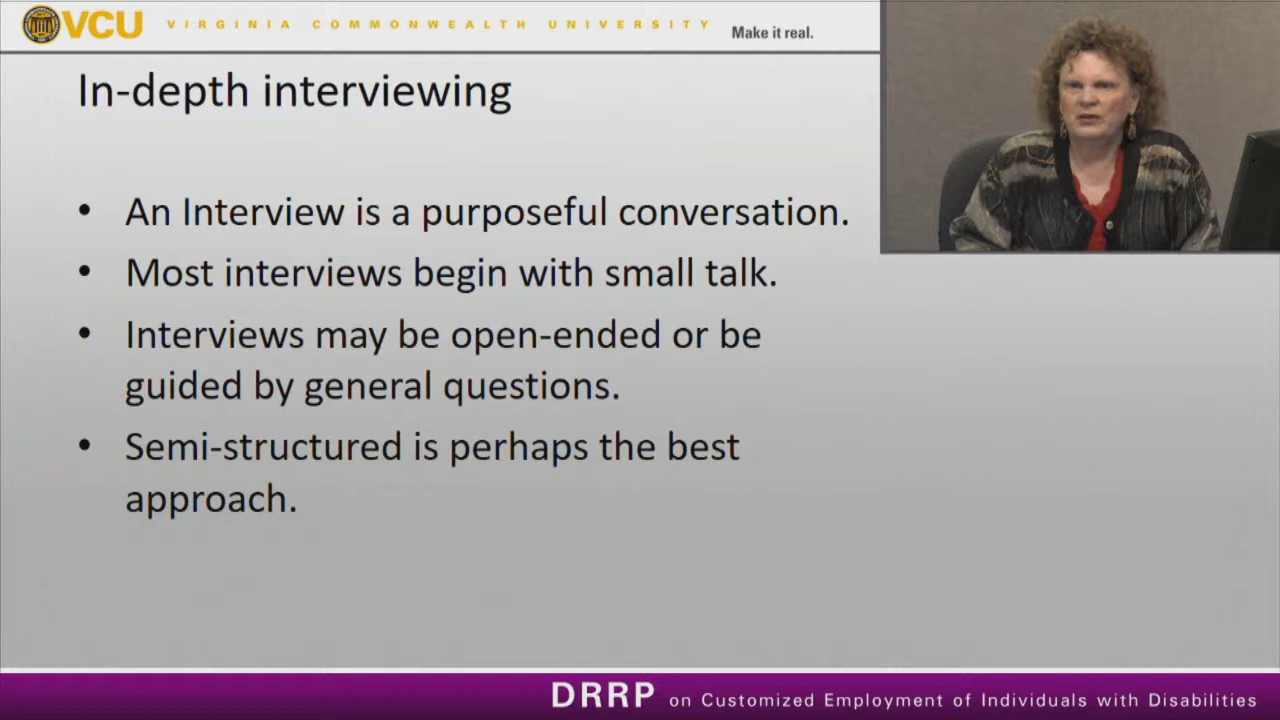 VCU VIRGINIA COMMONWEALTH UNIVERSITY Make it real.
In-depth interviewing
• An Interview is a purposeful conversation.
• Most interviews begin with small talk.
• Interviews may be open-ended or be
guided by general questions.
• Semi-structured is perhaps the best
approach.
DRRP on Customized Employment of Individuals with Disabilities